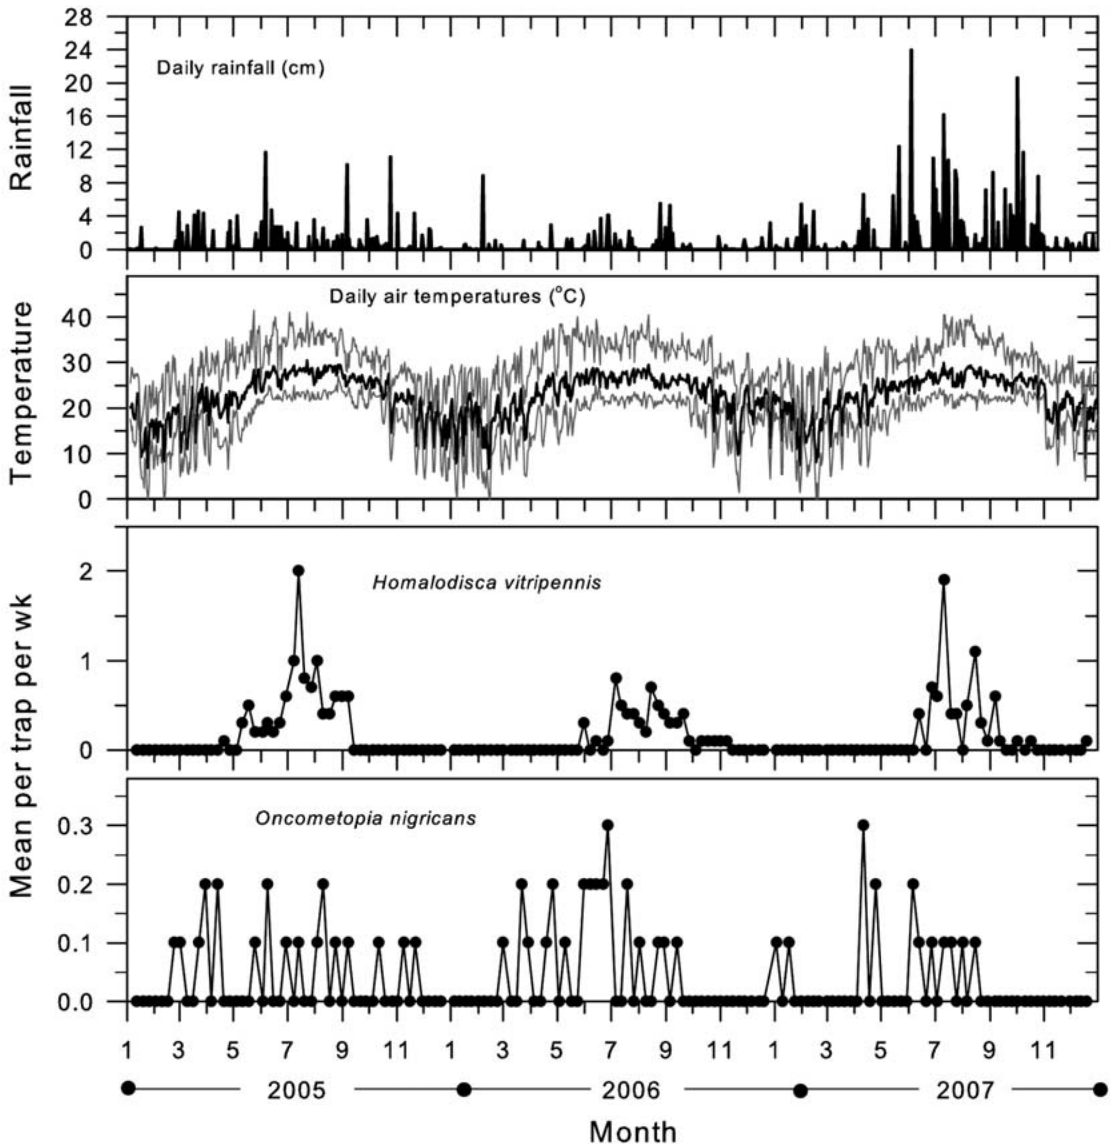 28
24
20
16
12
8
4
0
Rainfall
Daily rainfall (cm)
40
30
20
10
0
Temperature
Daily air temperatures (°C)
2
1
0
Homalodisca vitripennis
Mean per trap per wk
0.3
0.2
0.1
0.0
Oncometopia nigricans
1 3 5 7 9 11 1 3 5 7 9 11 1 3 5 7 9 11
2005 2006 2007
Month